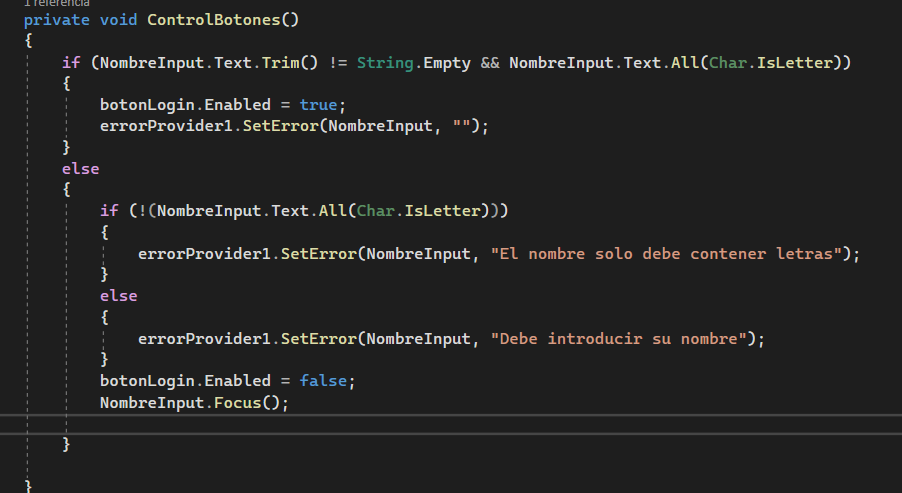 1 referencia
private void ControlBotones()
{
if (NombreInput.Text.Trim() != String.Empty && NombreInput.Text.All(Char.IsLetter))
{
botonLogin.Enabled = true;
errorProvider1.SetError(NombreInput, "");
}
else
{
if (!(NombreInput.Text.All(Char.IsLetter)))
{
errorProvider1.SetError(NombreInput, "El nombre solo debe contener letras");
}
else
{
errorProvider1.SetError(NombreInput, "Debe introducir su nombre");
}
botonLogin.Enabled = false;
NombreInput.Focus();
}
}